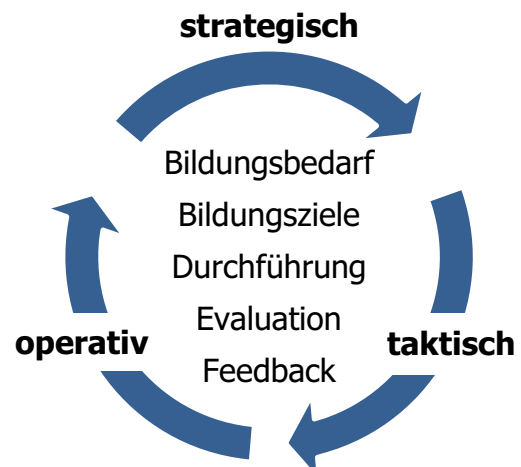 strategisch
Bildungsbedarf
Bildungsziele
Durchführung
Evaluation
operativ
taktisch
Feedback